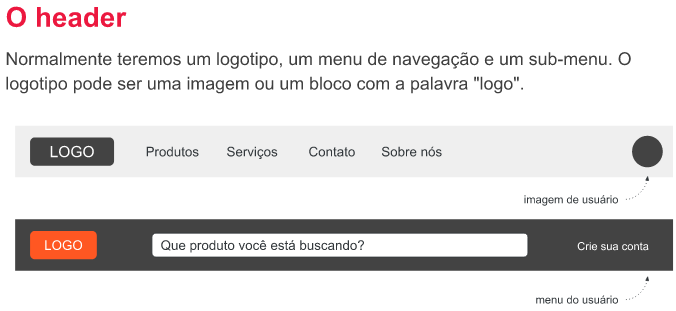 O header
Normalmente teremos um logotipo, um menu de navegação e um sub-menu. O
logotipo pode ser uma imagem ou um bloco com a palavra "logo".
LOGO Produtos Serviços Contato Sobre nós
imagem de usuário
LOGO Que produto você está buscando? Crie sua conta
menu do usuário